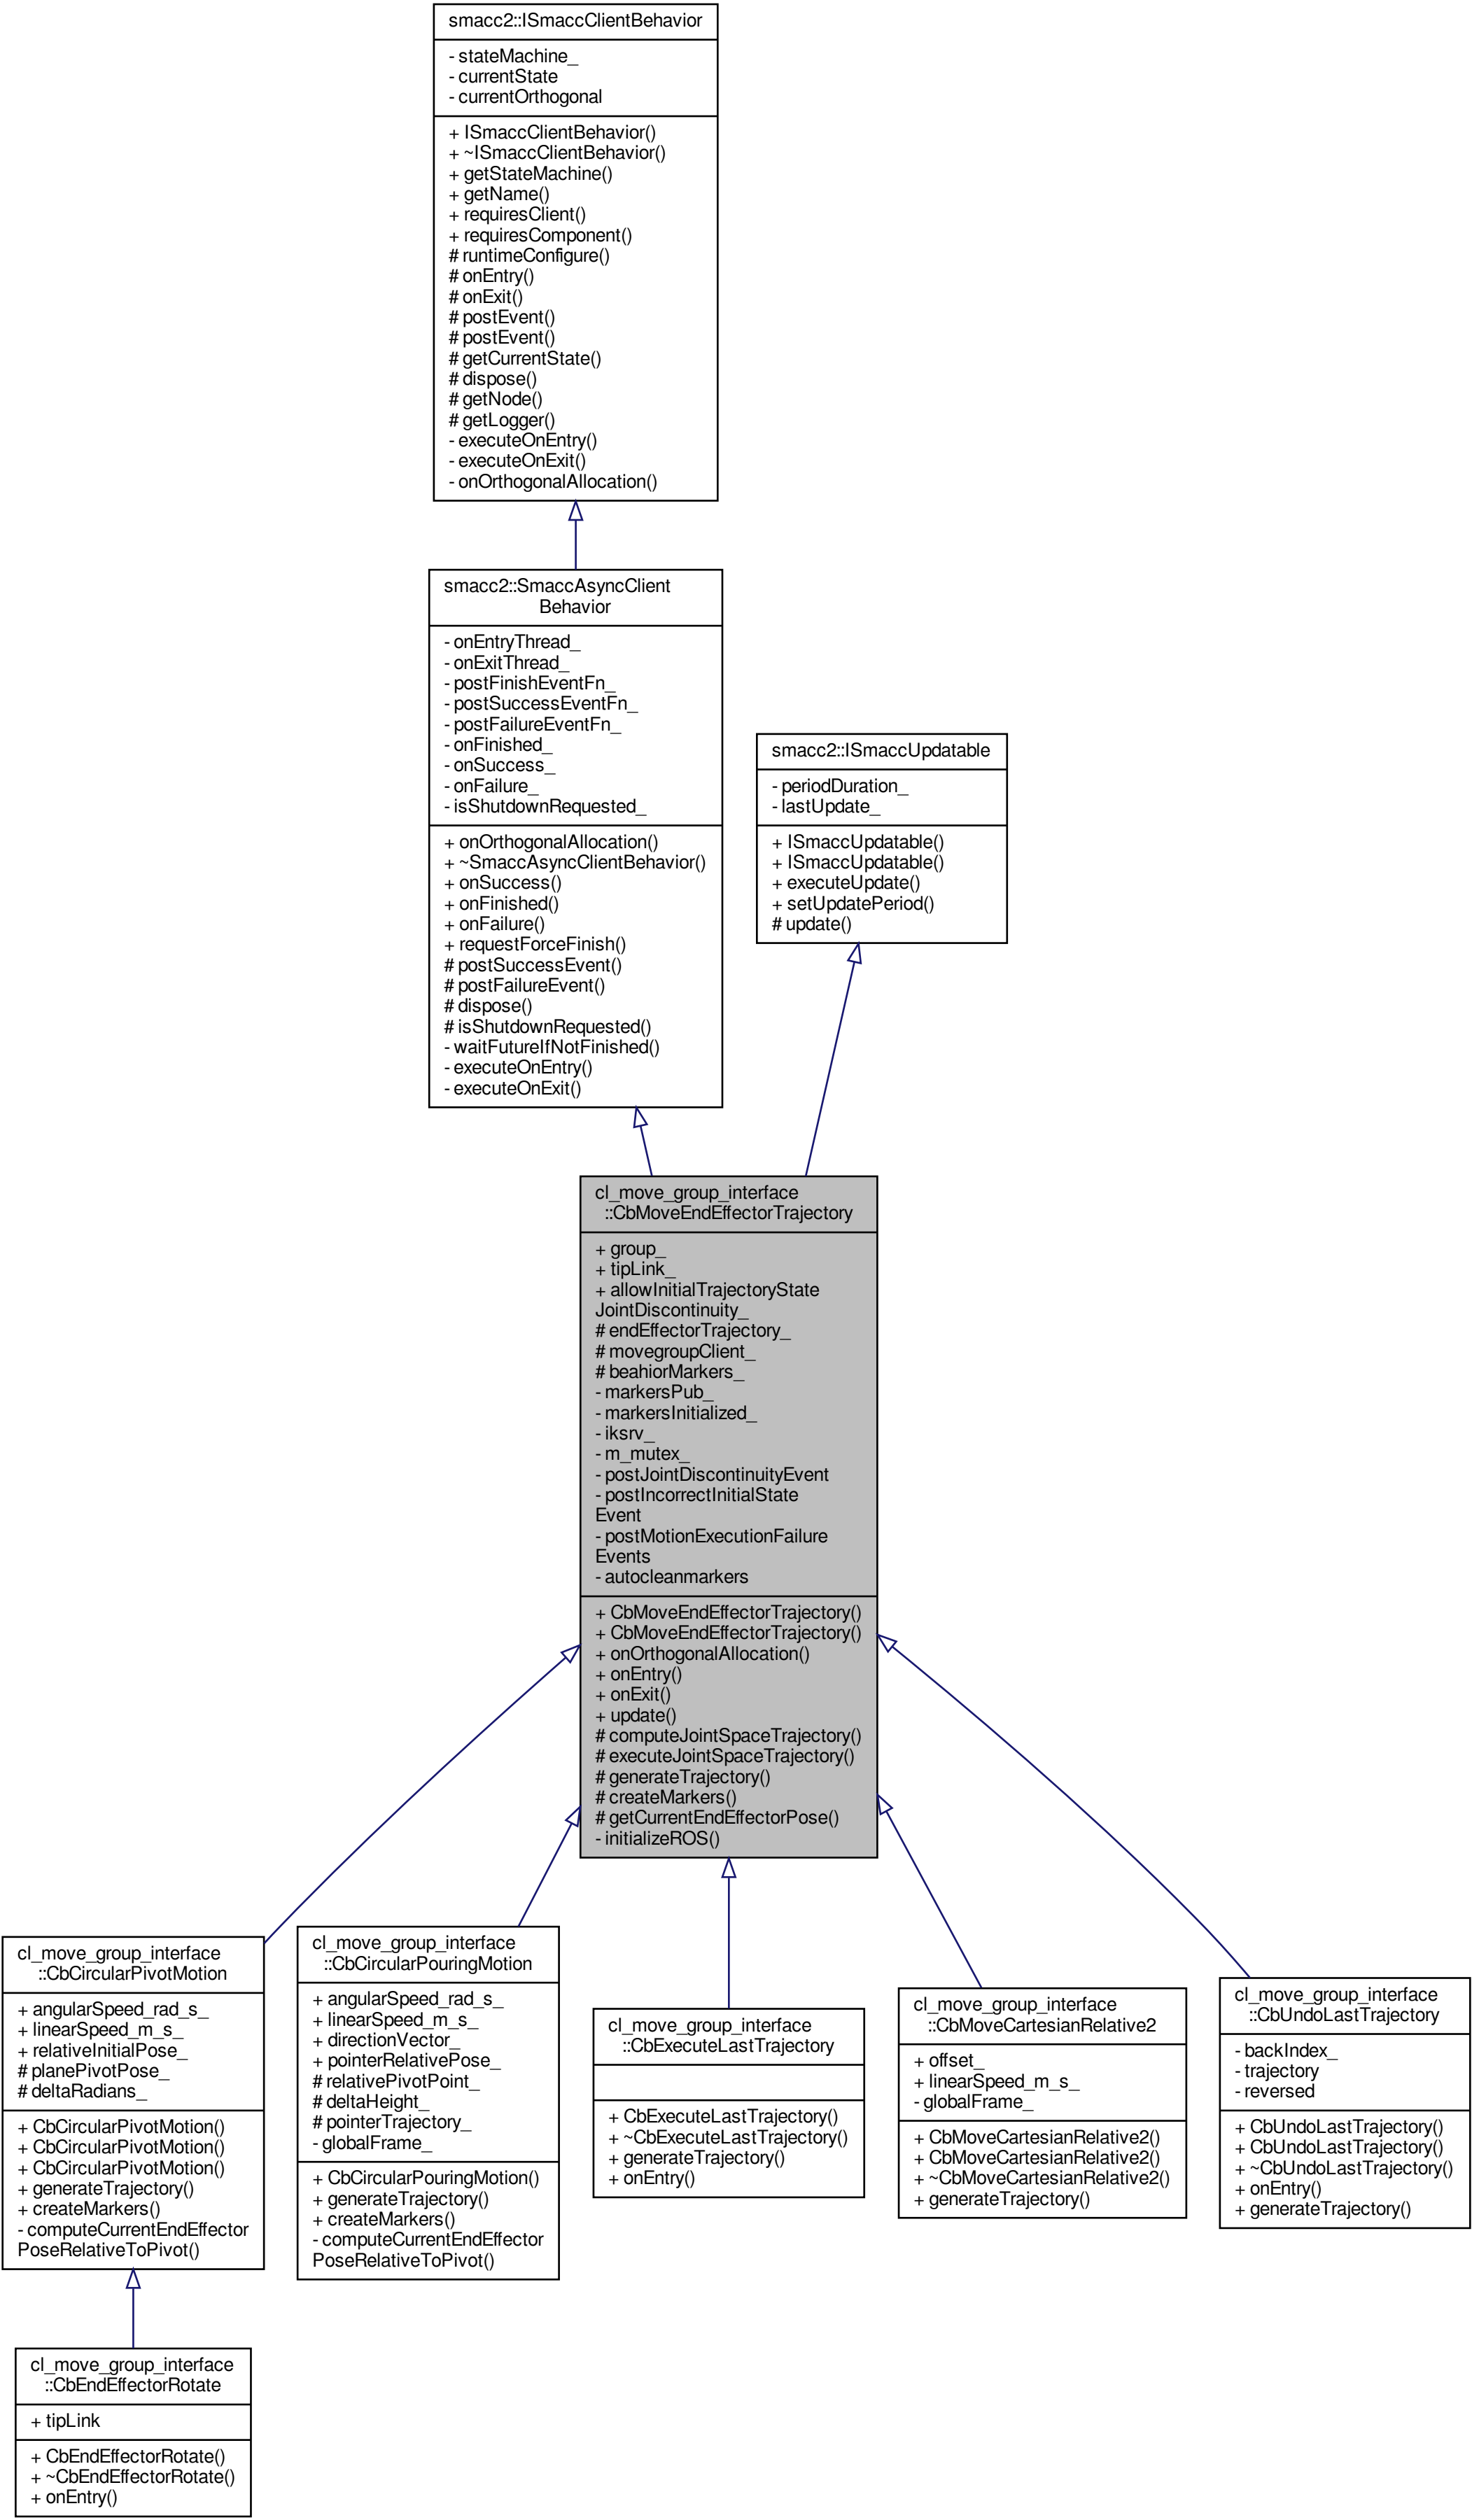 smacc2::ISmaccClientBehavior
- stateMachine_
- currentState
- currentOrthogonal
+ ISmaccClientBehavior()
+ ~ISmaccClientBehavior()
+ getStateMachine()
+ getName()
+ requiresClient()
+ requiresComponent()
# runtimeConfigure()
# onEntry()
# onExit()
# postEvent()
# postEvent()
# getCurrentState()
# dispose()
# getNode()
# getLogger()
- executeOnEntry()
- executeOnExit()
- onOrthogonalAllocation()
smacc2::SmaccAsyncClient
Behavior
- onEntryThread_
- onExitThread_
- postFinishEventFn_
- postSuccessEventFn_
- postFailureEventFn_
- onFinished_
- onSuccess_
- onFailure_
- isShutdownRequested_
+ onOrthogonalAllocation()
+ ~SmaccAsyncClientBehavior()
+ onSuccess()
+ onFinished()
+ onFailure()
+ requestForceFinish()
# postSuccessEvent()
# postFailureEvent()
# dispose()
# isShutdownRequested()
- waitFutureIfNotFinished()
- executeOnEntry()
- executeOnExit()
smacc2::ISmaccUpdatable
- periodDuration_
- lastUpdate_
+ ISmaccUpdatable()
+ ISmaccUpdatable()
+ executeUpdate()
+ setUpdatePeriod()
# update()
cl_move_group_interface
::CbMoveEndEffectorTrajectory
+ group_
+ tipLink_
+ allowInitialTrajectoryState
JointDiscontinuity_
# endEffectorTrajectory_
# movegroupClient_
# beahiorMarkers_
- markersPub_
- markersInitialized_
- iksrv_
- m_mutex_
- postJointDiscontinuityEvent
- postIncorrectInitialState
Event
- postMotionExecutionFailure
Events
- autocleanmarkers
+ CbMoveEndEffectorTrajectory()
+ CbMoveEndEffectorTrajectory()
+ onOrthogonalAllocation()
+ onEntry()
+ onExit()
+ update()
# computeJointSpaceTrajectory()
# executeJointSpaceTrajectory()
# generateTrajectory()
# createMarkers()
# getCurrentEndEffectorPose()
- initializeROS()
cl_move_group_interface
::CbCircularPivotMotion
+ angularSpeed_rad_s_
+ linearSpeed_m_s_
+ relativeInitialPose_
# planePivotPose_
# deltaRadians_
+ CbCircularPivotMotion()
+ CbCircularPivotMotion()
+ CbCircularPivotMotion()
+ generateTrajectory()
+ createMarkers()
- computeCurrentEndEffector
PoseRelativeToPivot()
cl_move_group_interface
::CbCircularPouringMotion
+ angularSpeed_rad_s_
+ linearSpeed_m_s_
+ directionVector_
+ pointerRelativePose_
# relativePivotPoint_
# deltaHeight_
# pointerTrajectory_
- globalFrame_
+ CbCircularPouringMotion()
+ generateTrajectory()
+ createMarkers()
- computeCurrentEndEffector
PoseRelativeToPivot()
cl_move_group_interface
::CbExecuteLastTrajectory
+ CbExecuteLastTrajectory()
+ ~CbExecuteLastTrajectory()
+ generateTrajectory()
+ onEntry()
cl_move_group_interface
::CbMoveCartesianRelative2
+ offset_
+ linearSpeed_m_s_
- globalFrame_
+ CbMoveCartesianRelative2()
+ CbMoveCartesianRelative2()
+ ~CbMoveCartesianRelative2()
+ generateTrajectory()
cl_move_group_interface
::CbUndoLastTrajectory
- backIndex_
- trajectory
- reversed
+ CbUndoLastTrajectory()
+ CbUndoLastTrajectory()
+ ~CbUndoLastTrajectory()
+ onEntry()
+ generateTrajectory()
cl_move_group_interface
::CbEndEffectorRotate
+ tipLink
+ CbEndEffectorRotate()
+ ~CbEndEffectorRotate()
+ onEntry()